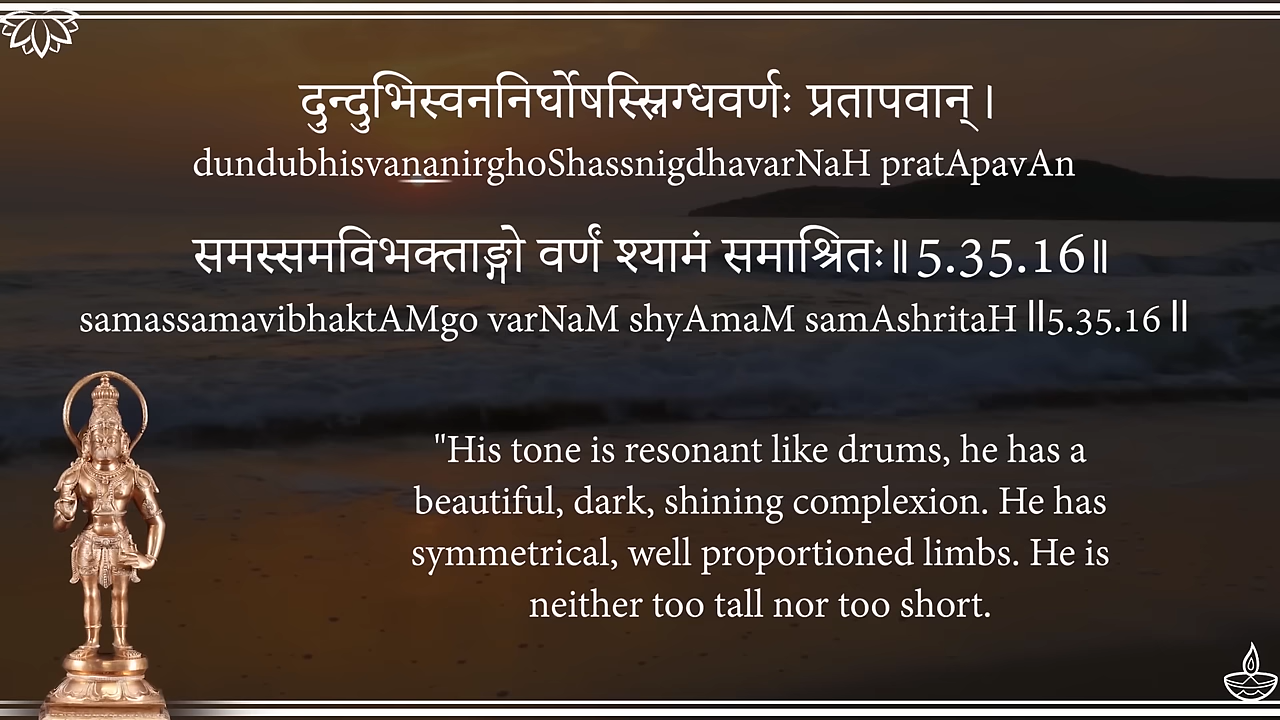 दुन्दुभिस्वननिर्घोषस्स्निग्धवर्णः प्रतापवान् ।
dundubhisvananirghoShassnigdhavarNaH pratApavAn
समस्समविभक्ताङ्गो वर्णं श्यामं समाश्रितः॥5.35.16॥
samassamavibhaktAMgo varNaM shyAmaM samAshritaH ॥5.35.16 ॥
"His tone is resonant like drums, he has a
beautiful, dark, shining complexion. He has
symmetrical, well proportioned limbs. He is
neither too tall nor too short.